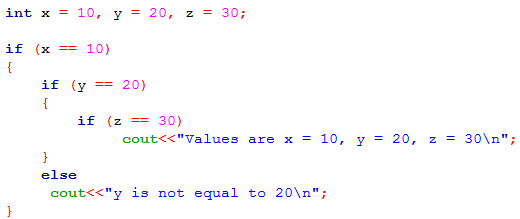 int x = 10, y = 20, z = 30;
if (x == 10)
{
if (y == 20)
{
if (z == 30)
cout<<"Values are x = 10, y = 20, z = 30\n";
}
else
cout<<"y is not equal to 20\n";
}